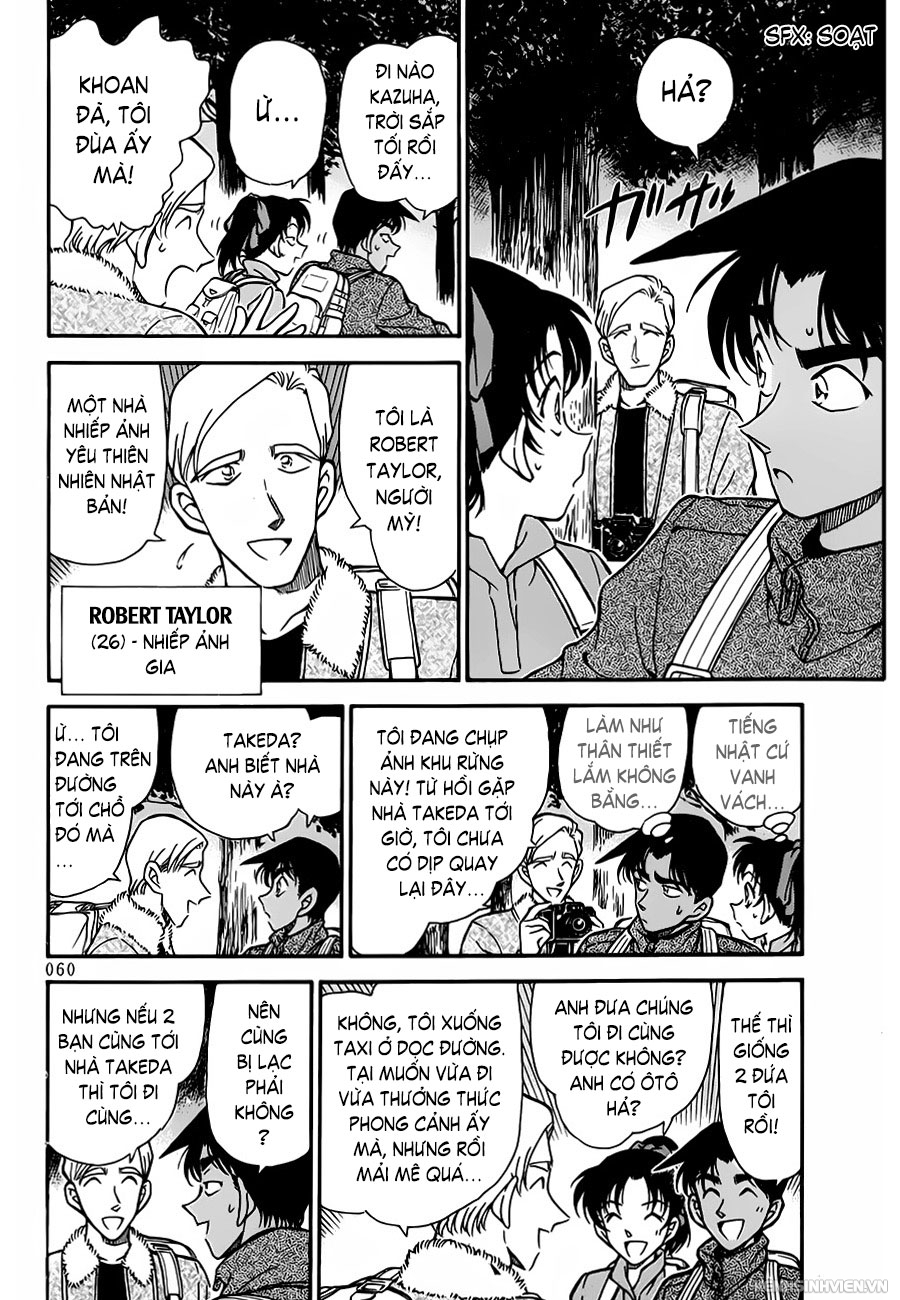 SFX: SOẠT
HẢ?
ガサガサッ
ĐI NÀO
KAZUHA,
TRỜI SẮP
TỐI RỒI
ĐẤY...
Ừ...
KHOAN
ĐÃ, TÔI
ĐÙA ẤY
MÀ!
TÔI LÀ
ROBERT
TAYLOR,
NGƯỜI
MỸ!
MỘT NHÀ
NHIẾP ẢNH
YÊU THIÊN
NHIÊN NHẬT
BẢN!
ROBERT TAYLOR
(26) - NHIẾP ẢNH
GIA
TIẾNG
NHẬT CỨ
VANH
VÁCH...
LÀM NHƯ
THÂN THIẾT
LẮM KHÔNG
BẰNG...
TÔI ĐANG CHỤP
ẢNH KHU RỪNG
NÀY! TỪ HỒI GẶP
NHÀ TAKEDA TỚI
GIỜ, TÔI CHƯA
CÓ DỊP QUAY
LẠI ĐÂY...
TAKEDA?
ANH BIẾT NHÀ
NÀY À?
Ừ... TÔI
ĐANG TRÊN
ĐƯỜNG
TỚI CHỖ
ĐÓ MÀ
...
060
THẾ THÌ
GIỐNG
2 ĐỨA
TÔI
RỒI!
ANH ĐƯA CHÚNG
TÔI ĐI CÙNG
ĐƯỢC KHÔNG?
ANH CÓ ÔTÔ
HẢ?
KHÔNG, TÔI XUỐNG
TAXI Ở DỌC ĐƯỜNG.
TẠI MUỐN VỪA ĐI
VỪA THƯỞNG THỨC
PHONG CẢNH ẤY
MÀ, NHƯNG RỒI
MẢI MÊ QUÁ...
NÊN
CŨNG
BỊ LẠC
PHẢI
KHÔNG
?
NHƯNG NẾU 2
BẠN CÙNG TỚI
NHÀ TAKEDA
THÌ TÔI ĐI
CÙNG...